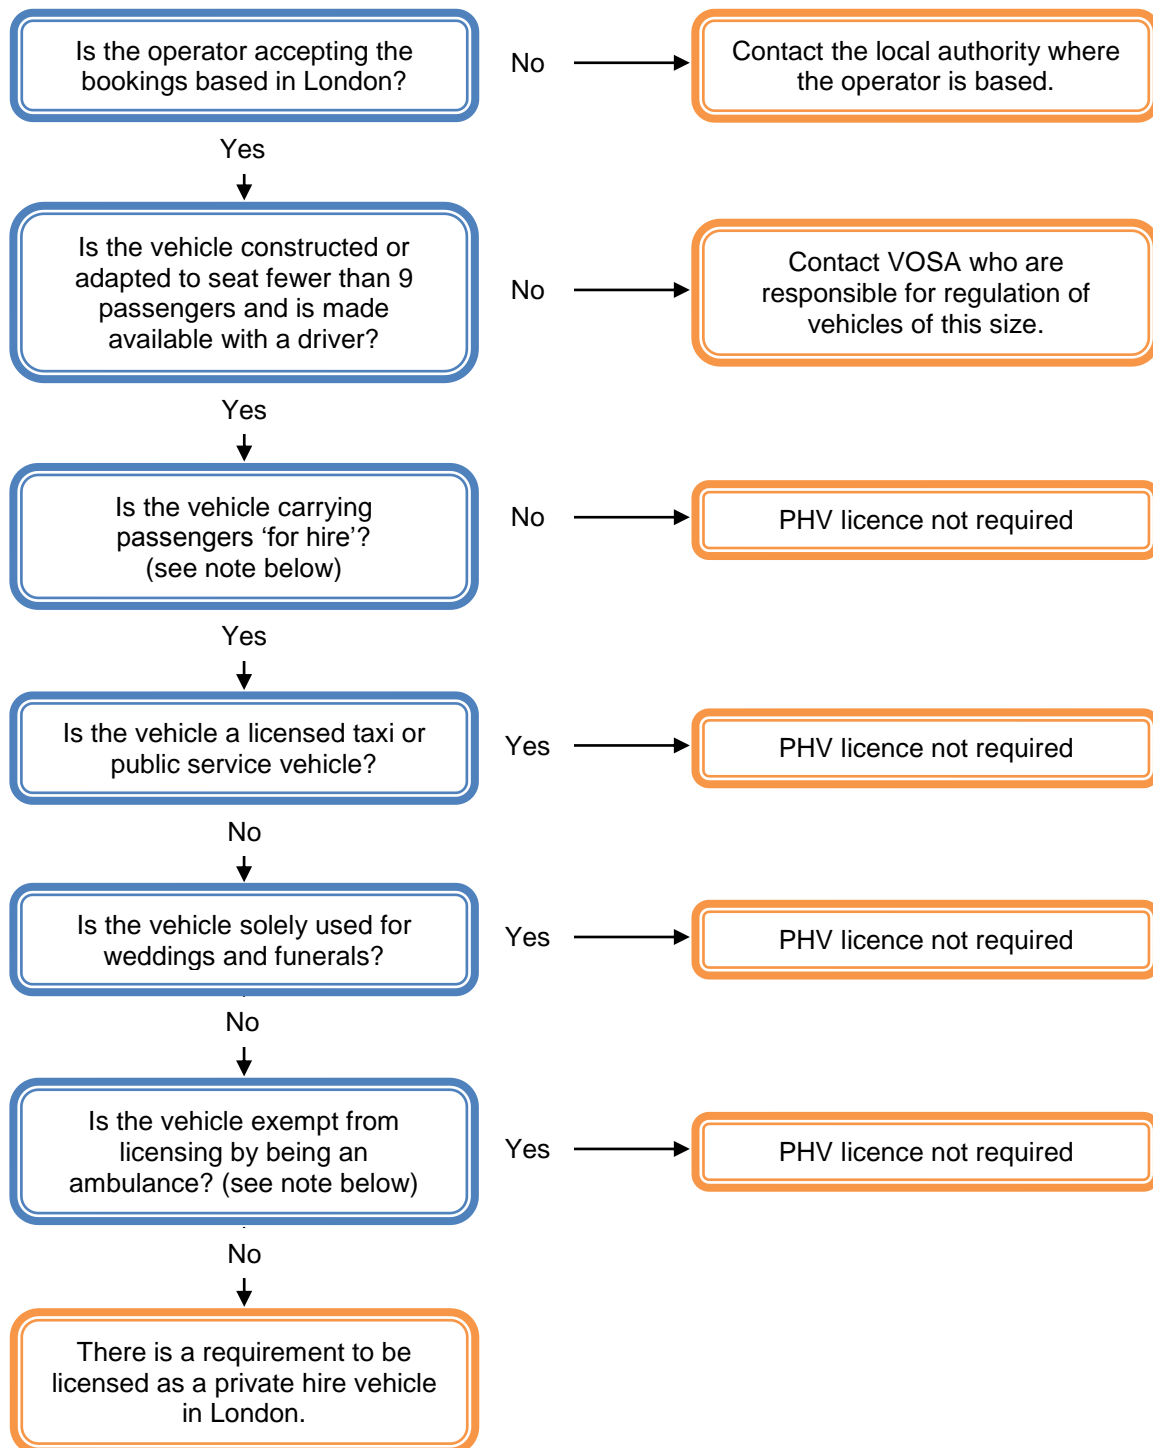 Is the operator accepting the
bookings based in London?
No
Contact the local authority where
the operator is based.
Yes
Is the vehicle constructed or
adapted to seat fewer than 9
passengers and is made
available with a driver?
No
Contact VOSA who are
responsible for regulation of
vehicles of this size.
Yes
Is the vehicle carrying
passengers ‘for hire’?
(see note below)
No
PHV licence not required
Yes
Is the vehicle a licensed taxi or
public service vehicle?
Yes
PHV licence not required
No
Is the vehicle solely used for
weddings and funerals?
Yes
PHV licence not required
No
Is the vehicle exempt from
licensing by being an
ambulance? (see note below)
Yes
PHV licence not required
No
There is a requirement to be
licensed as a private hire vehicle
in London.